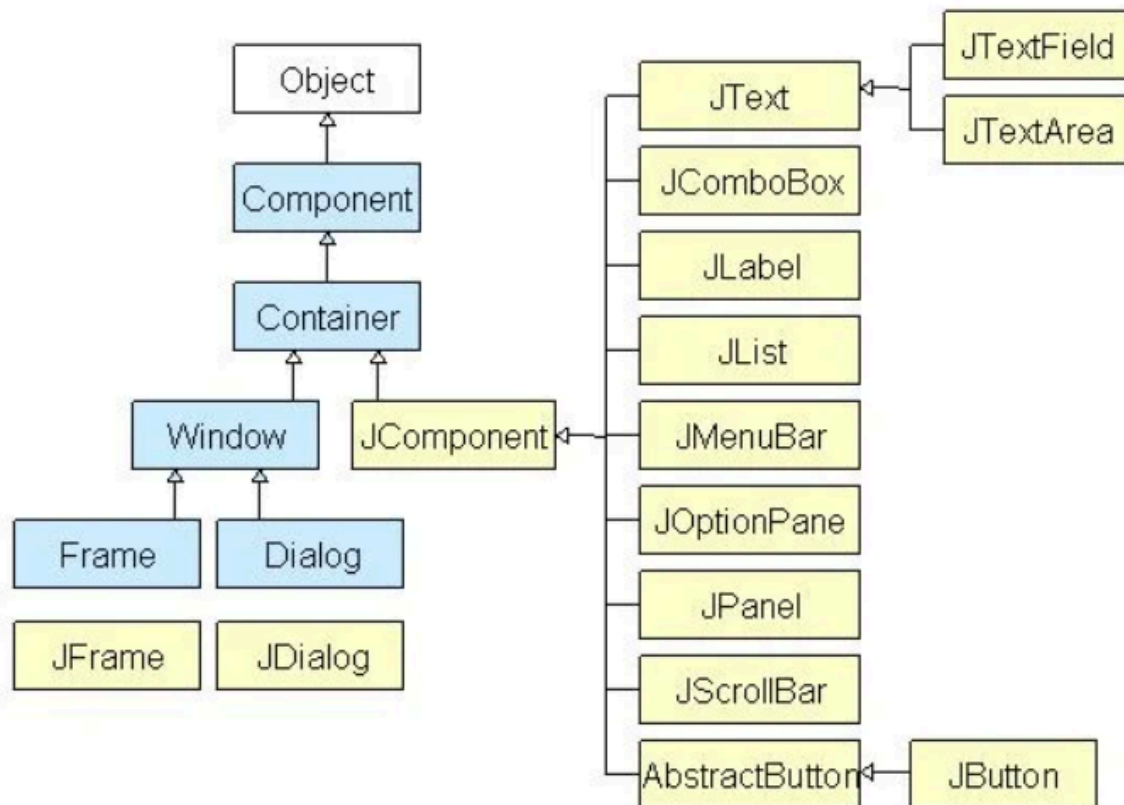 Object
Component
Container
Window
JComponent
Frame
Dialog
JFrame
JDialog
JText
JComboBox
JLabel
JList
JMenuBar
JOptionPane
JPanel
JScrollBar
AbstractButton
JTextField
JTextArea
JButton